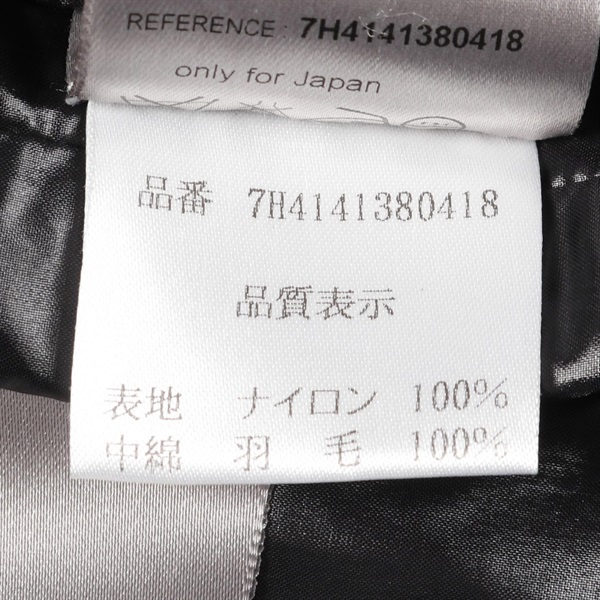 REFERENCE : 7H4141380418
only for Japan
品番 7H4141380418
品質表示
表地 ナイロン 100%
中綿 羽 毛 100%